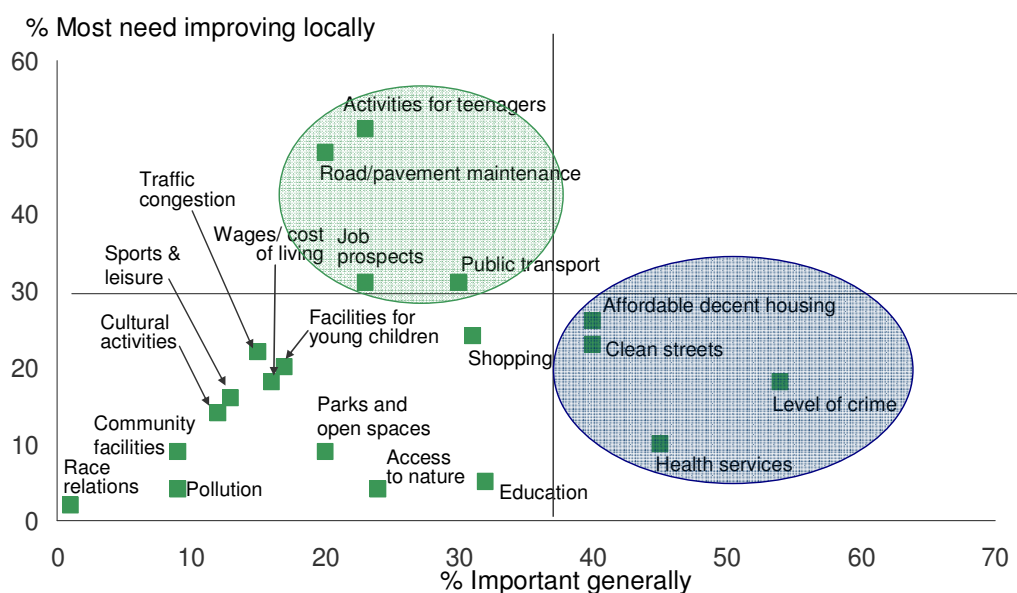 % Most need improving locally
60
50
40
30
20
10
0
Activities for teenagers
Road/pavement maintenance
Traffic
congestion
Wages/ cost
of living
Job
prospects
Public transport
Sports &
leisure
Cultural
activities
Facilities for
young children
Shopping
Affordable decent housing
Clean streets
Level of crime
Health services
Parks and
open spaces
Community
facilities
Access
to nature
Race
relations
Pollution
Education
0 10 20 30 40 50 60 70
% Important generally